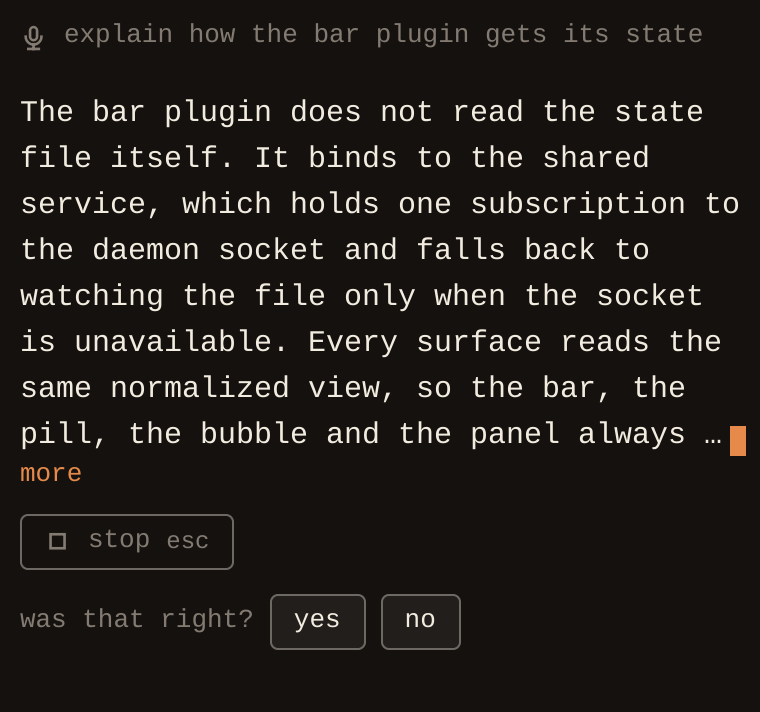 explain how the bar plugin gets its state
The bar plugin does not read the state
file itself. It binds to the shared
service, which holds one subscription to
the daemon socket and falls back to
watching the file only when the socket
is unavailable. Every surface reads the
same normalized view, so the bar, the
pill, the bubble and the panel always …
more
stop esc
was that right? yes no